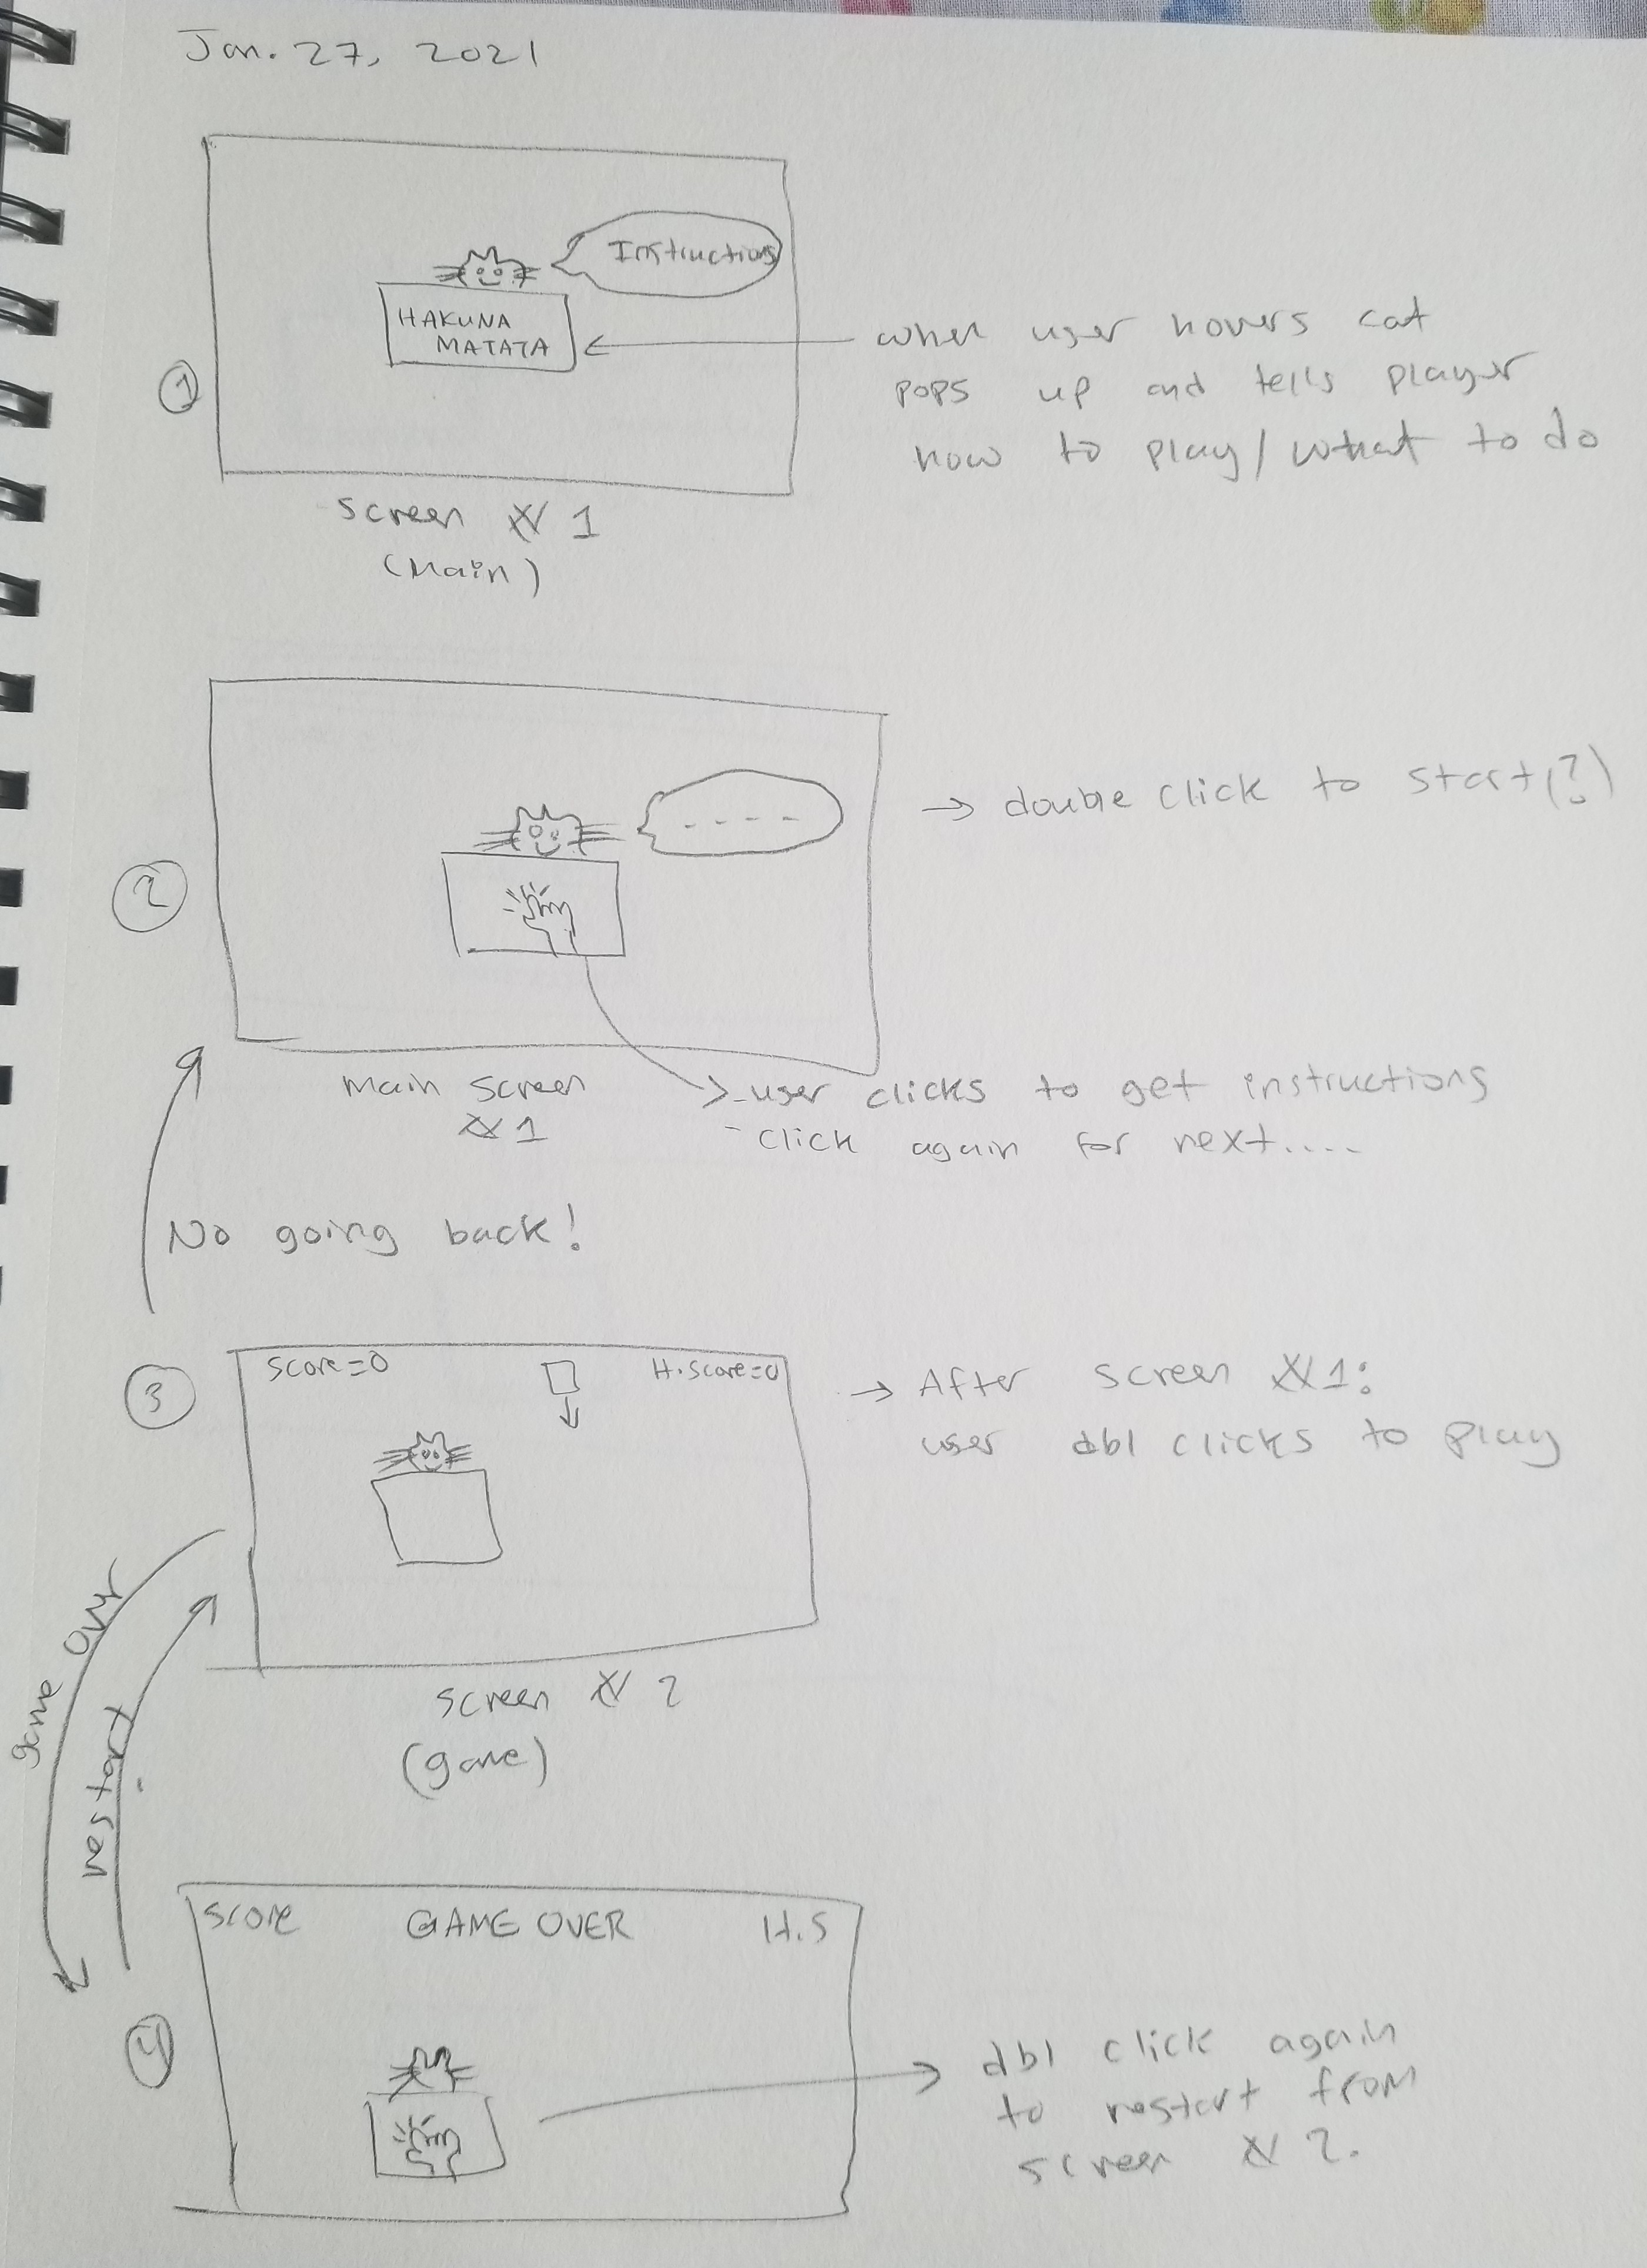 Jan. 27, 2021
Instructions
HAKUNA
MATATA
when user hovers cat
pops up and tells player
how to play/what to do
1
screen # 1
(Main)
double click to start(?)
2
- - - -
Main screen
# 1
- user clicks to get instructions
- click again for next....
No going back!
3
Score=0
H.Score=0
After screen #1:
user dbl clicks to play
game over
restart
screen # 2
(game)
Score
GAME OVER
H.S
4
dbl click again
to restart from
screen # 2.